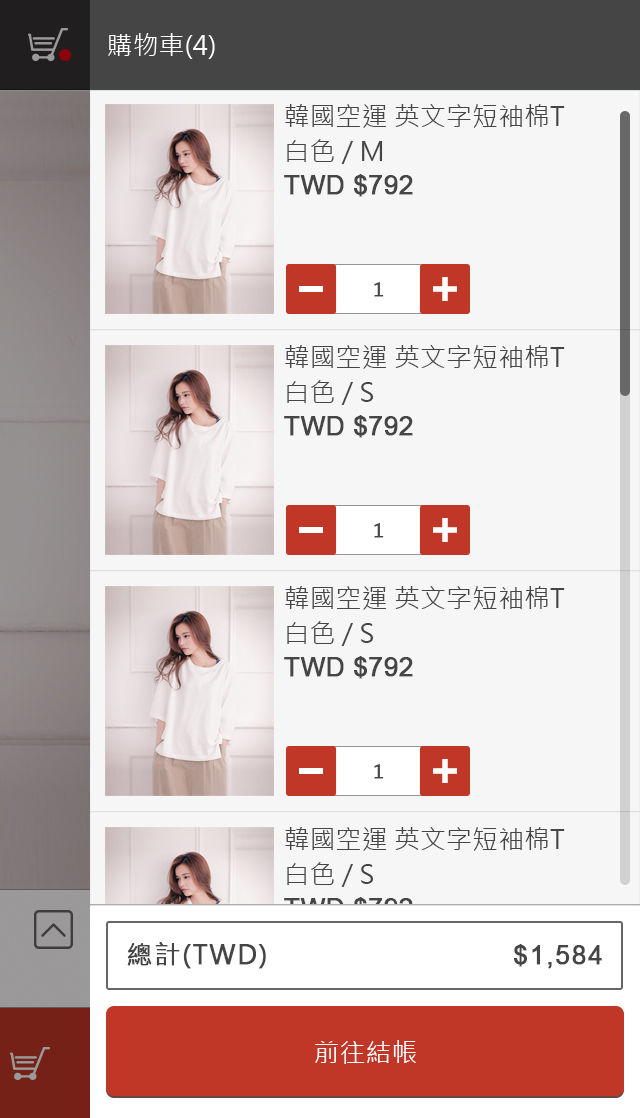 購物車(4)
韓國空運 英文字短袖棉T
白色 / M
TWD $792
1
韓國空運 英文字短袖棉T
白色 / S
TWD $792
1
韓國空運 英文字短袖棉T
白色 / S
TWD $792
1
韓國空運 英文字短袖棉T
白色 / S
TWD $792
總計(TWD) $1,584
前往結帳